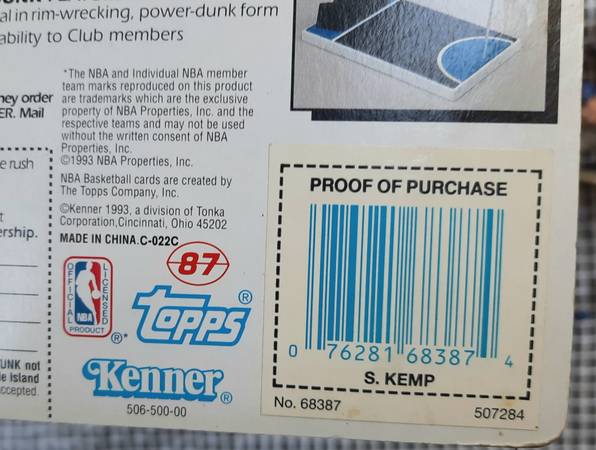 al in rim-wrecking, power-dunk form
ability to Club members
ney order
ER. Mail
e rush
ership.
UNK not
le island
ccepted.
*The NBA and Individual NBA member
team marks reproduced on this product
are trademarks which are the exclusive
property of NBA Properties, Inc. and the
respective teams and may not be used
without the written consent of NBA
Properties, Inc.
©1993 NBA Properties, Inc.
NBA Basketball cards are created by
The Topps Company, Inc.
©Kenner 1993, a division of Tonka
Corporation,Cincinnati, Ohio 45202
MADE IN CHINA.C-022C
87
OFFICIAL LICENSED
NBA
PRODUCT
®*
Topps®
Kenner®
506-500-00
PROOF OF PURCHASE
0 76281 68387 4
S. KEMP
No. 68387
507284